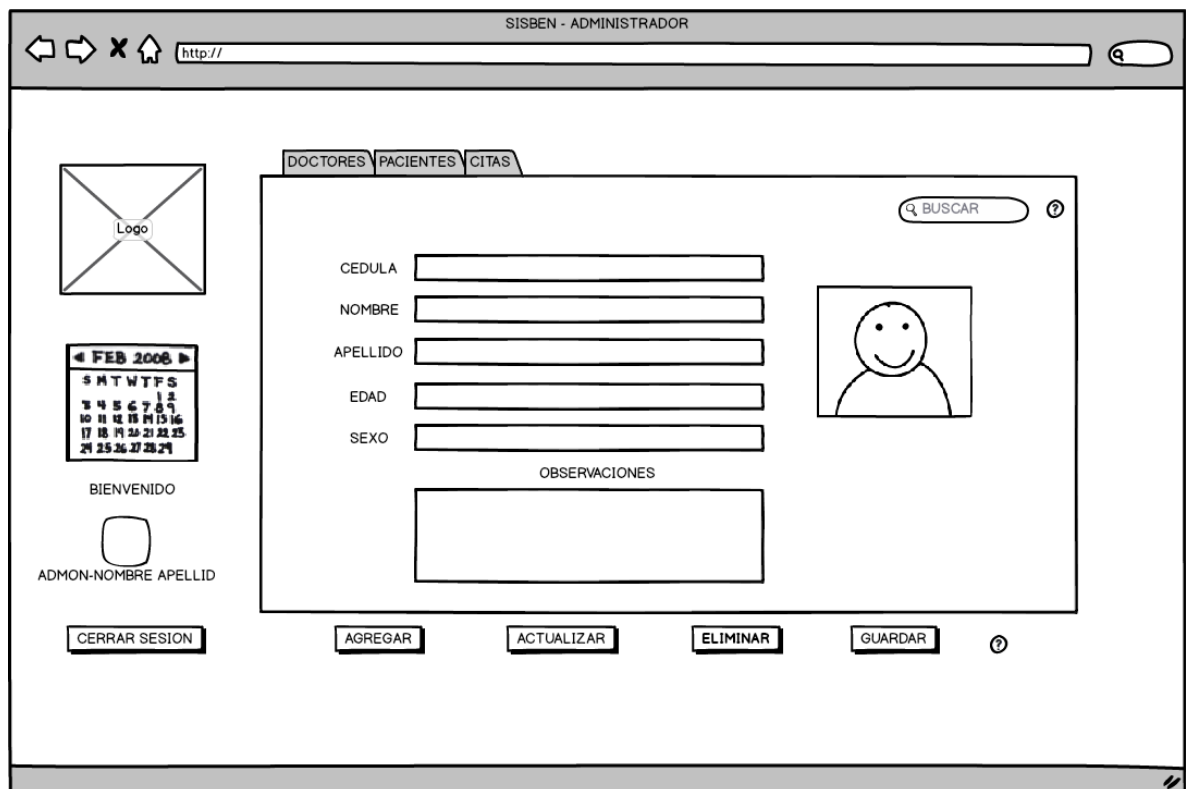 SISBEN - ADMINISTRADOR
http://
DOCTORES PACIENTES CITAS
BUSCAR ?
Logo
CEDULA
NOMBRE
APELLIDO
EDAD
SEXO
OBSERVACIONES
FEB 2008
S M T W T F S
1 2
3 4 5 6 7 8 9
10 11 12 13 14 15 16
17 18 19 20 21 22 23
24 25 26 27 28 29
BIENVENIDO
ADMON-NOMBRE APELLID
CERRAR SESION
AGREGAR ACTUALIZAR ELIMINAR GUARDAR ?